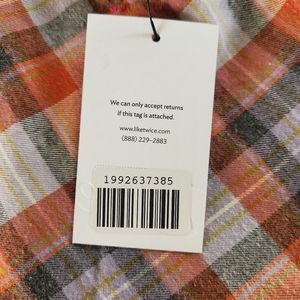 We can only accept returns
if this tag is attached.
www.liketwice.com
(888) 229-2883
1992637385